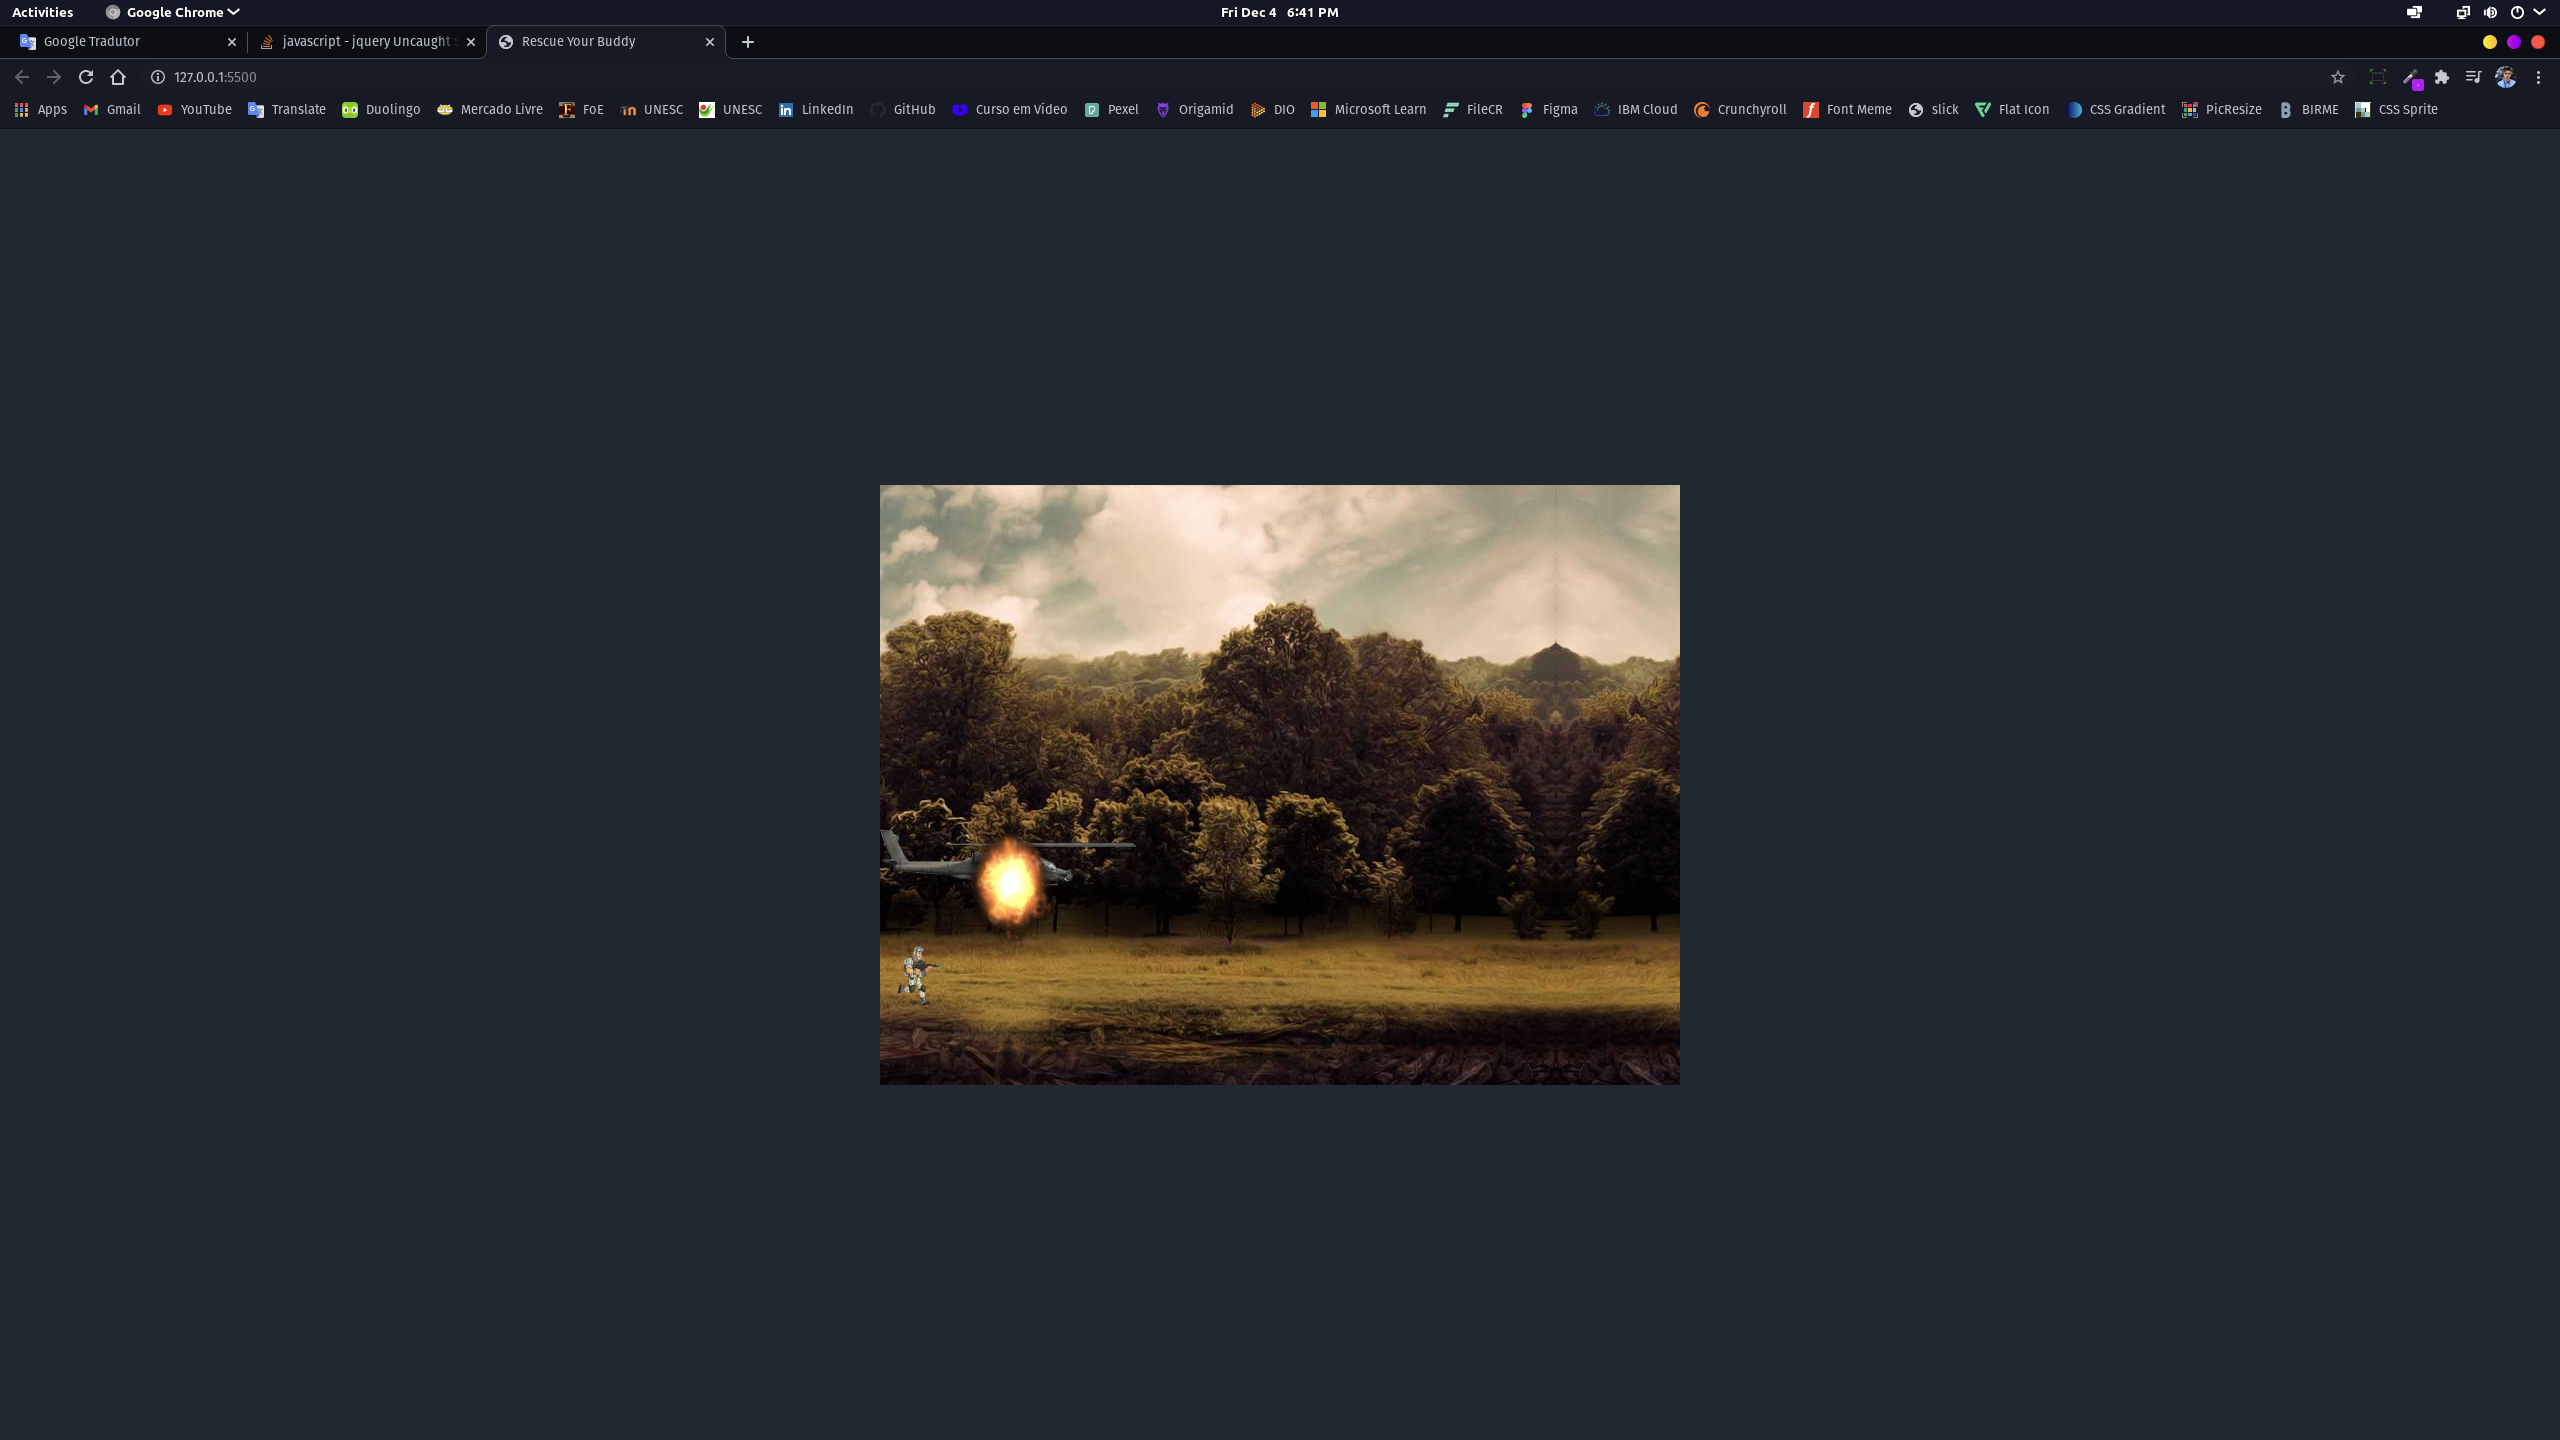 Activities Google Chrome Fri Dec 4 6:41 PM
Google Tradutor javascript - jquery Uncaught Rescue Your Buddy
127.0.0.1:5500
Apps Gmail YouTube Translate Duolingo Mercado Livre FoE UNESC UNESC LinkedIn GitHub Curso em Vídeo Pexel Origamid DIO Microsoft Learn FileCR Figma IBM Cloud Crunchyroll Font Meme slick Flat Icon CSS Gradient PicResize BIRME CSS Sprite